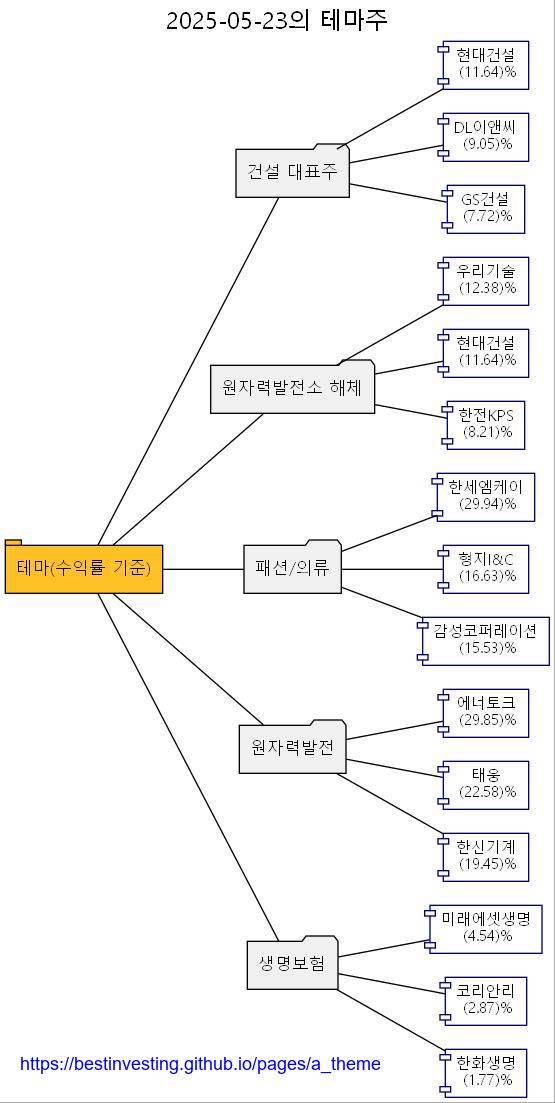 2025-05-23의 테마주
테마(수익률 기준)
건설 대표주
현대건설
(11.64)%
DL이앤씨
(9.05)%
GS건설
(7.72)%
원자력발전소 해체
우리기술
(12.38)%
현대건설
(11.64)%
한전KPS
(8.21)%
패션/의류
한세엠케이
(29.94)%
형지I&C
(16.63)%
감성코퍼레이션
(15.53)%
원자력발전
에너토크
(29.85)%
태웅
(22.58)%
한신기계
(19.45)%
생명보험
미래에셋생명
(4.54)%
코리안리
(2.87)%
한화생명
(1.77)%
https://bestinvesting.github.io/pages/a_theme